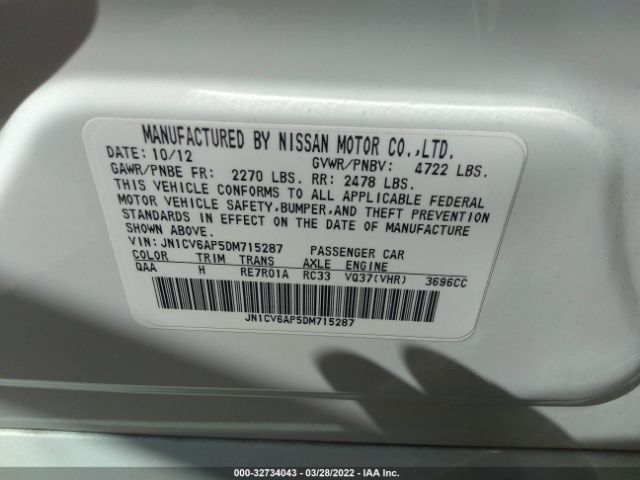 MANUFACTURED BY NISSAN MOTOR CO.,LTD.
DATE: 10/12 GVWR/PNBV: 4722 LBS.
GAWR/PNBE FR: 2270 LBS. RR: 2478 LBS.
THIS VEHICLE CONFORMS TO ALL APPLICABLE FEDERAL
MOTOR VEHICLE SAFETY,BUMPER,AND THEFT PREVENTION
STANDARDS IN EFFECT ON THE DATE OF MANUFACTURE
SHOWN ABOVE.
VIN: JN1CV6AP5DM715287 PASSENGER CAR
COLOR TRIM TRANS AXLE ENGINE
QAA H RE7R01A RC33 VQ37(VHR) 3696CC
JN1CV6AP5DM715287
000-32734043 - 03/28/2022 - IAA Inc.